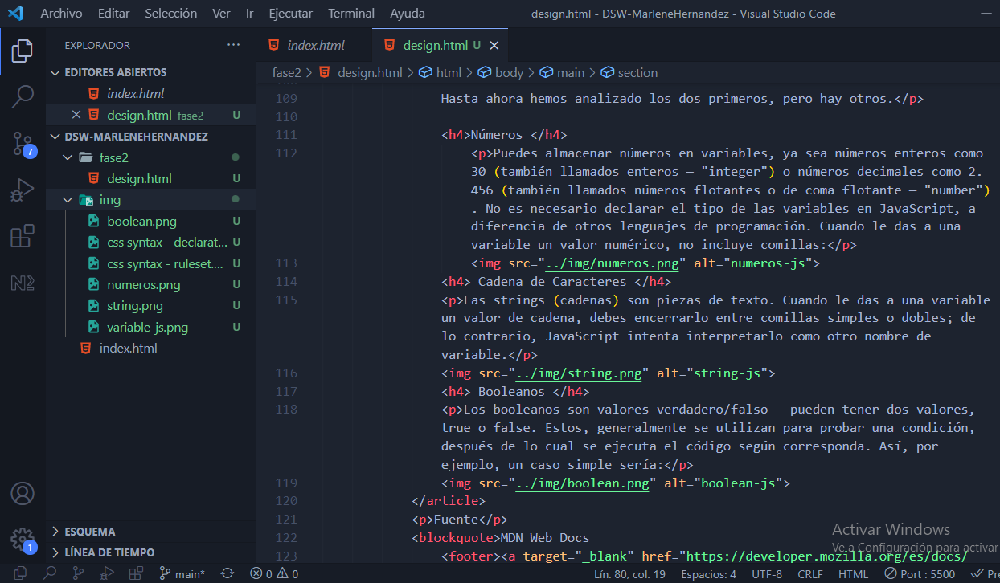 Archivo Editar Selección Ver Ir Ejecutar Terminal Ayuda design.html - DSW-MarleneHernandez - Visual Studio Code
EXPLORADOR ···
EDITORES ABIERTOS
index.html
design.html fase2 U
DSW-MARLENEHERNANDEZ
fase2
design.html U
img
boolean.png U
css syntax - declarat... U
css syntax - ruleset.... U
numeros.png U
string.png U
variable-js.png U
index.html
ESQUEMA
LÍNEA DE TIEMPO
7
1
index.html design.html U
fase2 > design.html > html > body > main > section
109 Hasta ahora hemos analizado los dos primeros, pero hay otros.</p>
110
111 <h4>Números </h4>
112 <p>Puedes almacenar números en variables, ya sea números enteros como
30 (también llamados enteros — "integer") o números decimales como 2.
456 (también llamados números flotantes o de coma flotante — "number")
. No es necesario declarar el tipo de las variables en JavaScript, a
diferencia de otros lenguajes de programación. Cuando le das a una
variable un valor numérico, no incluye comillas:</p>
113 <img src="../img/numeros.png" alt="numeros-js">
114 <h4> Cadena de Caracteres </h4>
115 <p>Las strings (cadenas) son piezas de texto. Cuando le das a una variable
un valor de cadena, debes encerrarlo entre comillas simples o dobles; de
lo contrario, JavaScript intenta interpretarlo como otro nombre de
variable.</p>
116 <img src="../img/string.png" alt="string-js">
117 <h4> Booleanos </h4>
118 <p>Los booleanos son valores verdadero/falso — pueden tener dos valores,
true o false. Estos, generalmente se utilizan para probar una condición,
después de lo cual se ejecuta el código según corresponda. Así, por
ejemplo, un caso simple sería:</p>
119 <img src="../img/boolean.png" alt="boolean-js">
120 </article>
121 <p>Fuente</p>
122 <blockquote>MDN Web Docs
123 <footer><a target="_blank" href="https://developer.mozilla.org/es/docs/
Activar Windows
Ve a Configuración para activar
main* 0 0 Lín. 80, col. 19 Espacios: 4 UTF-8 CRLF HTML Port : 5500